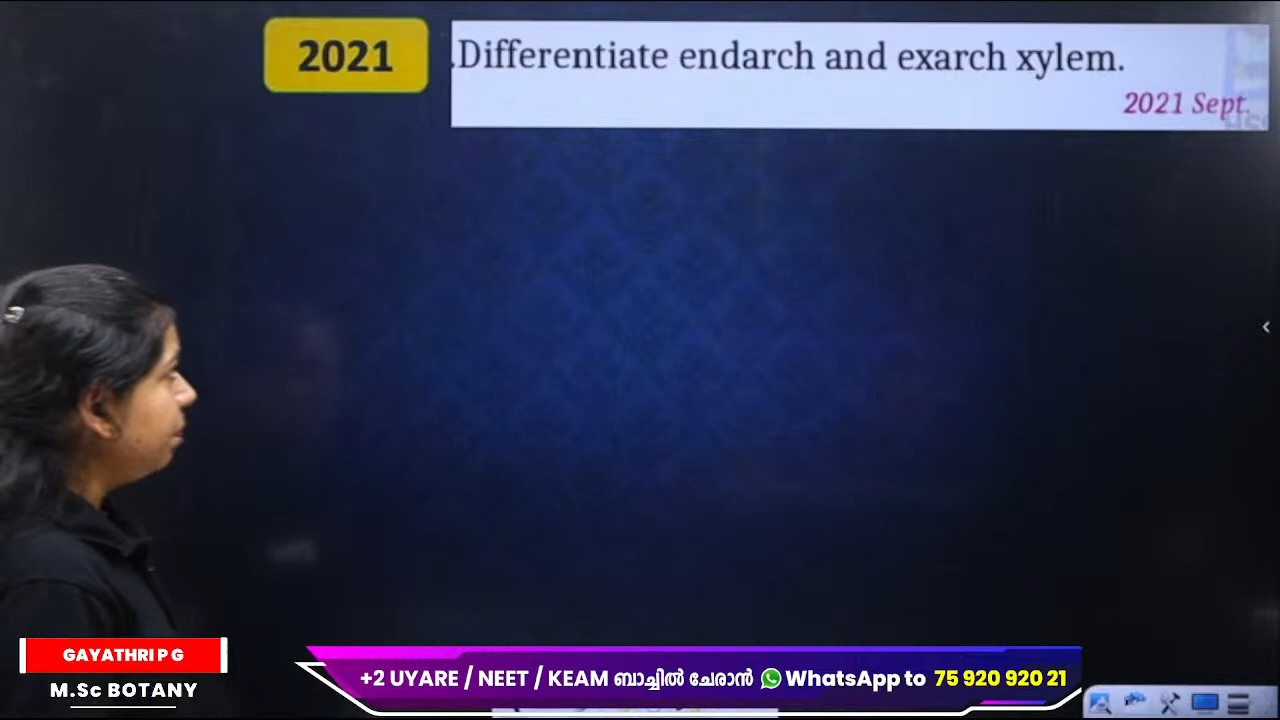 2021
.Differentiate endarch and exarch xylem.
2021 Sept.
GAYATHRI P G
M.Sc BOTANY
+2 UYARE / NEET / KEAM ബാച്ചിൽ ചേരാൻ WhatsApp to 75 920 920 21